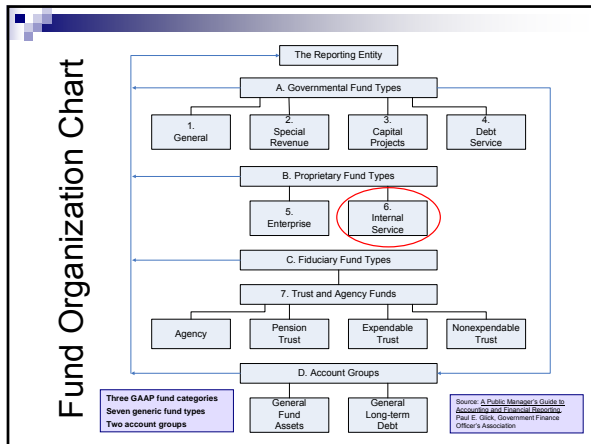 Fund Organization Chart
The Reporting Entity
A. Governmental Fund Types
1.
General
2.
Special
Revenue
3.
Capital
Projects
4.
Debt
Service
B. Proprietary Fund Types
5.
Enterprise
6.
Internal
Service
C. Fiduciary Fund Types
7. Trust and Agency Funds
Agency
Pension
Trust
Expendable
Trust
Nonexpendable
Trust
D. Account Groups
General
Fund
Assets
General
Long-term
Debt
Three GAAP fund categories
Seven generic fund types
Two account groups
Source: A Public Manager's Guide to
Accounting and Financial Reporting,
Paul E. Glick, Government Finance
Officer's Association